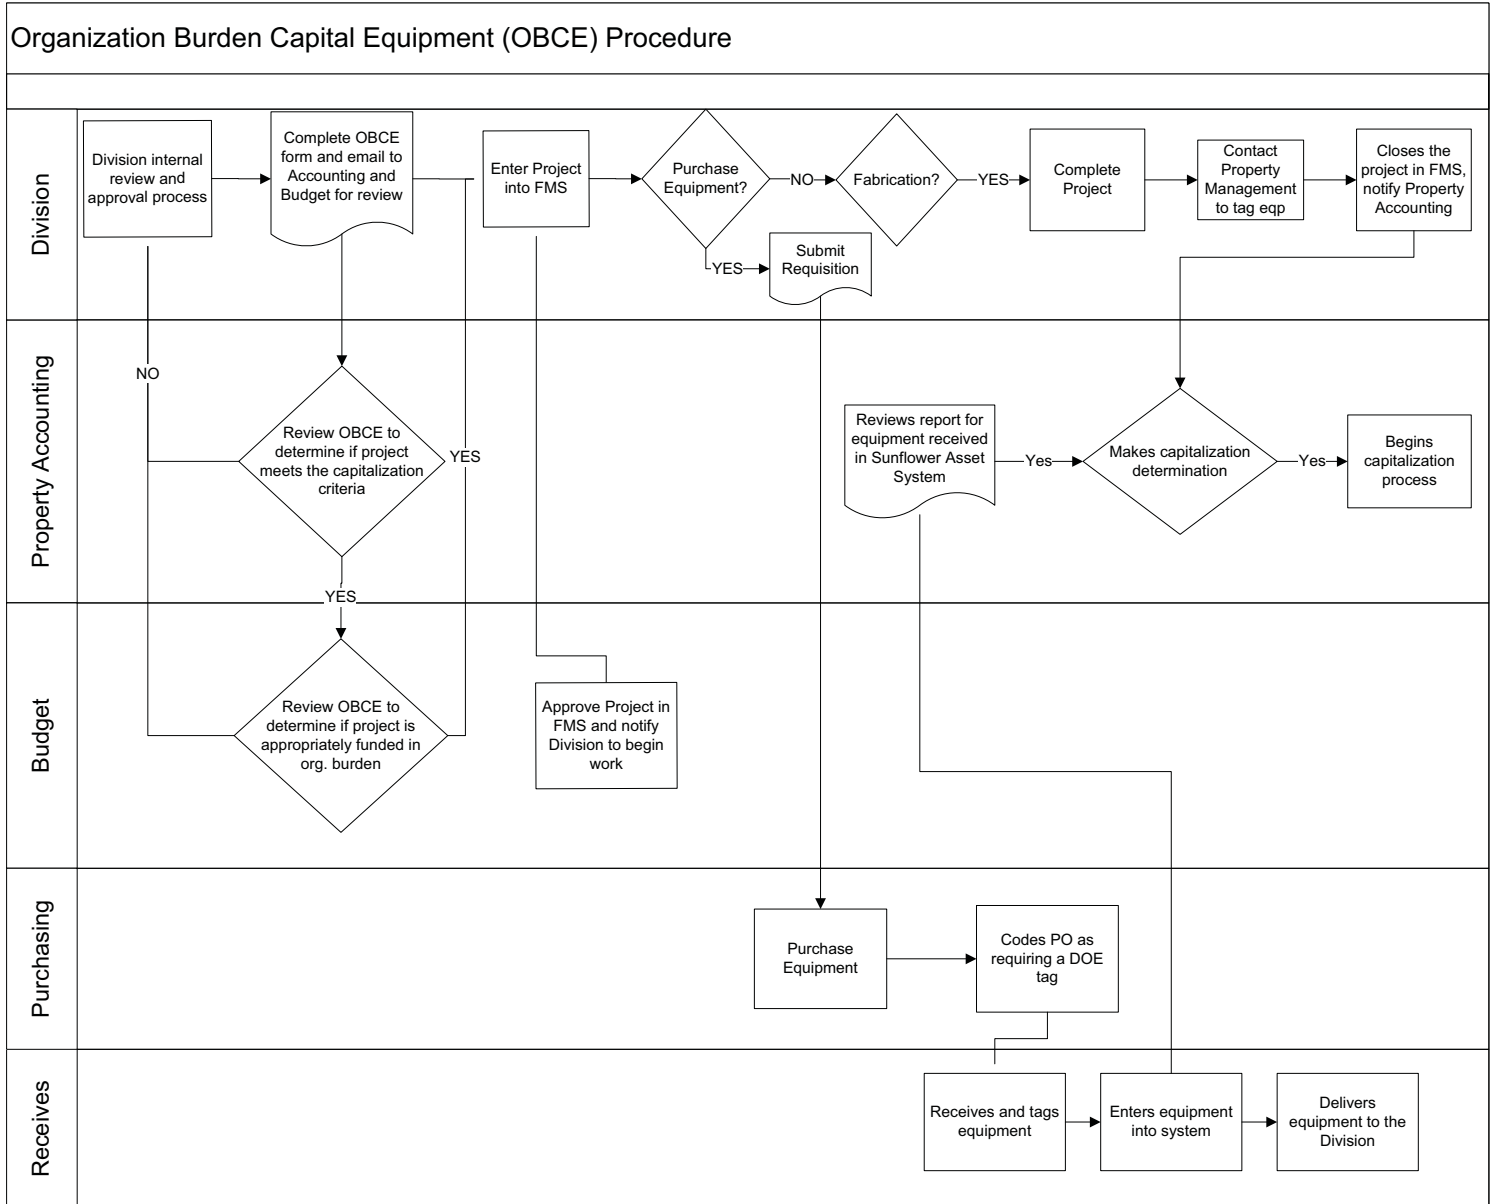 Organization Burden Capital Equipment (OBCE) Procedure
Division
Division internal
review and
approval process
Complete OBCE
form and email to
Accounting and
Budget for review
Enter Project
into FMS
Purchase
Equipment?
NO
Fabrication?
YES
Complete
Project
Contact
Property
Management
to tag eqp
Closes the
project in FMS,
notify Property
Accounting
YES
Submit
Requisition
Property Accounting
NO
Review OBCE to
determine if project
meets the capitalization
criteria
YES
YES
Reviews report for
equipment received
in Sunflower Asset
System
Yes
Makes capitalization
determination
Yes
Begins
capitalization
process
Budget
Review OBCE to
determine if project is
appropriately funded in
org. burden
Approve Project in
FMS and notify
Division to begin
work
Purchasing
Purchase
Equipment
Codes PO as
requiring a DOE
tag
Receives
Receives and tags
equipment
Enters equipment
into system
Delivers
equipment to the
Division